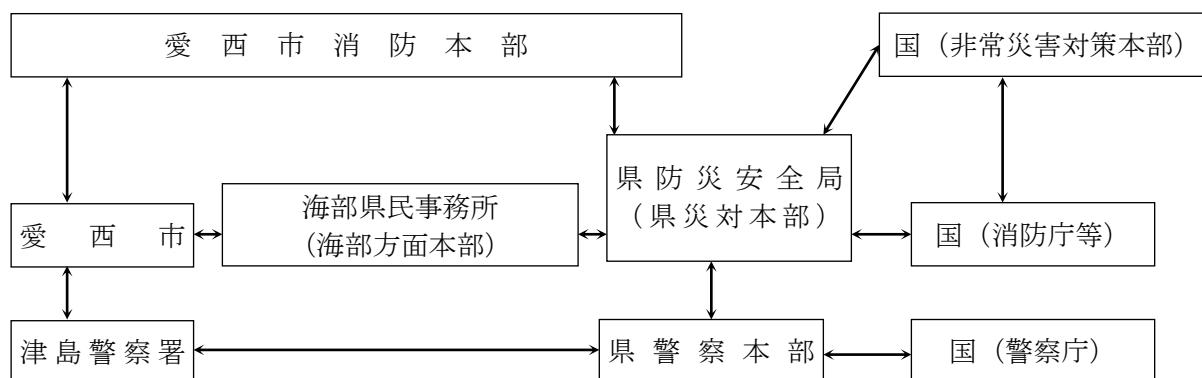 愛西市消防本部
国（非常災害対策本部）
県防災安全局
（県災対本部）
海部県民事務所
(海部方面本部)
愛西市
国（消防庁等）
津島警察署
県警察本部
国（警察庁）